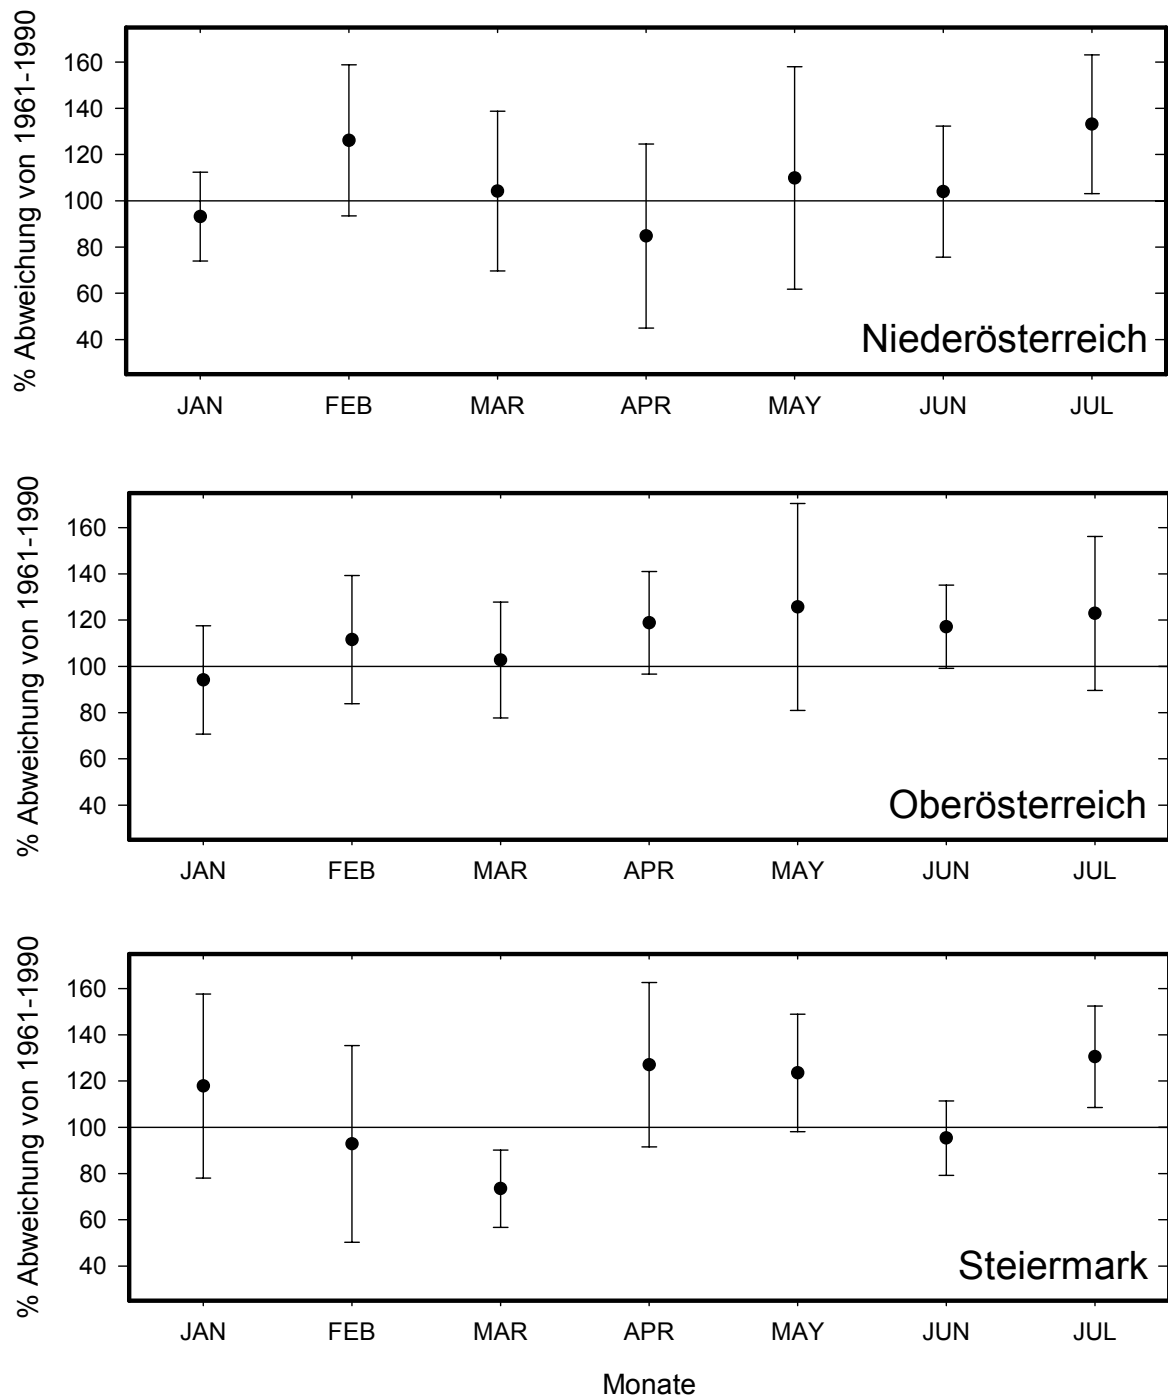 % Abweichung von 1961-1990
160
140
120
100
80
60
40
Niederösterreich
JAN FEB MAR APR MAY JUN JUL
% Abweichung von 1961-1990
160
140
120
100
80
60
40
Oberösterreich
JAN FEB MAR APR MAY JUN JUL
% Abweichung von 1961-1990
160
140
120
100
80
60
40
Steiermark
JAN FEB MAR APR MAY JUN JUL
Monate